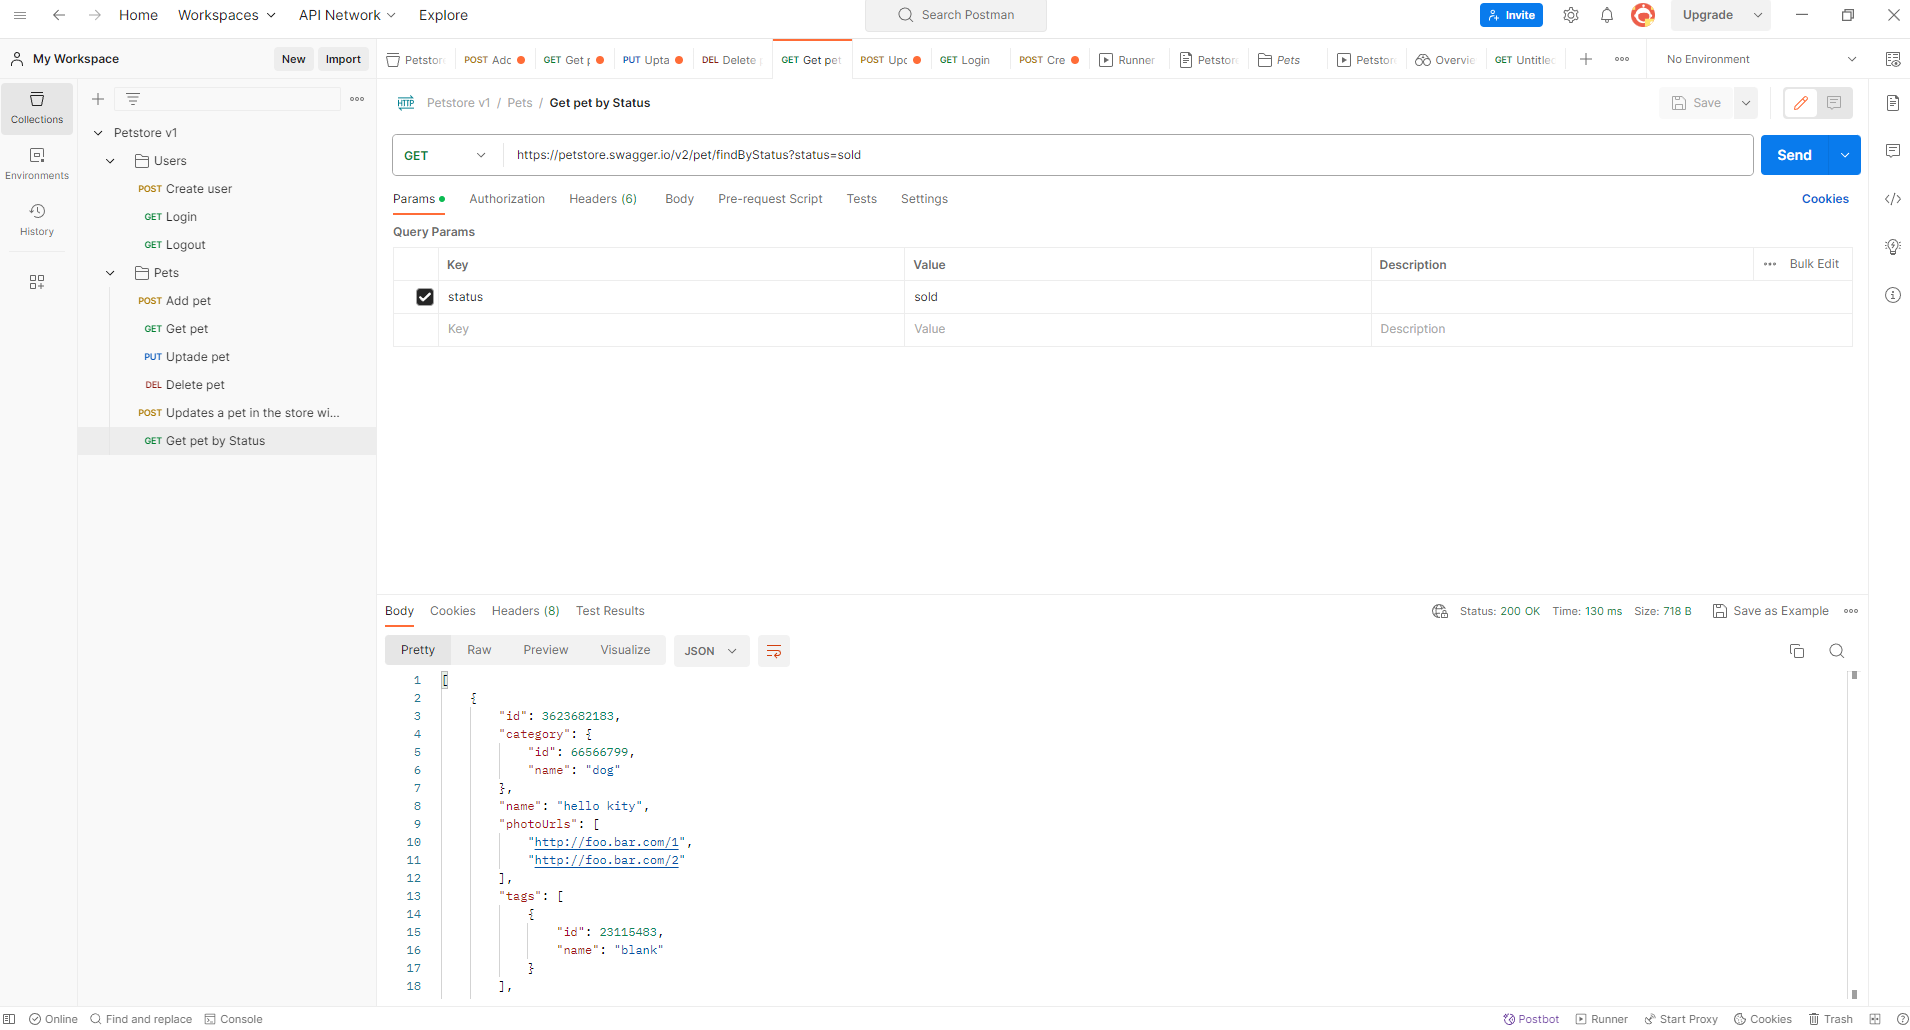 Home Workspaces API Network Explore Search Postman Invite Upgrade
My Workspace New Import Petstor POST Add GET Get p PUT Upta DEL Delete GET Get pet POST Upd GET Login POST Cre Runner Petstor Pets Petstor Overvie GET Untitled No Environment
Collections
Environments
History
Petstore v1
Users
POST Create user
GET Login
GET Logout
Pets
POST Add pet
GET Get pet
PUT Uptade pet
DEL Delete pet
POST Updates a pet in the store wi...
GET Get pet by Status
HTTP Petstore v1 / Pets / Get pet by Status Save
GET https://petstore.swagger.io/v2/pet/findByStatus?status=sold Send
Params Authorization Headers (6) Body Pre-request Script Tests Settings Cookies
Query Params
Key Value Description Bulk Edit
status sold
Key Value Description
Body Cookies Headers (8) Test Results Status: 200 OK Time: 130 ms Size: 718 B Save as Example
Pretty Raw Preview Visualize JSON
1 [
2 {
3 "id": 3623682183,
4 "category": {
5 "id": 66566799,
6 "name": "dog"
7 },
8 "name": "hello kity",
9 "photoUrls": [
10 "http://foo.bar.com/1",
11 "http://foo.bar.com/2"
12 ],
13 "tags": [
14 {
15 "id": 23115483,
16 "name": "blank"
17 }
18 ],
Online Find and replace Console Postbot Runner Start Proxy Cookies Trash